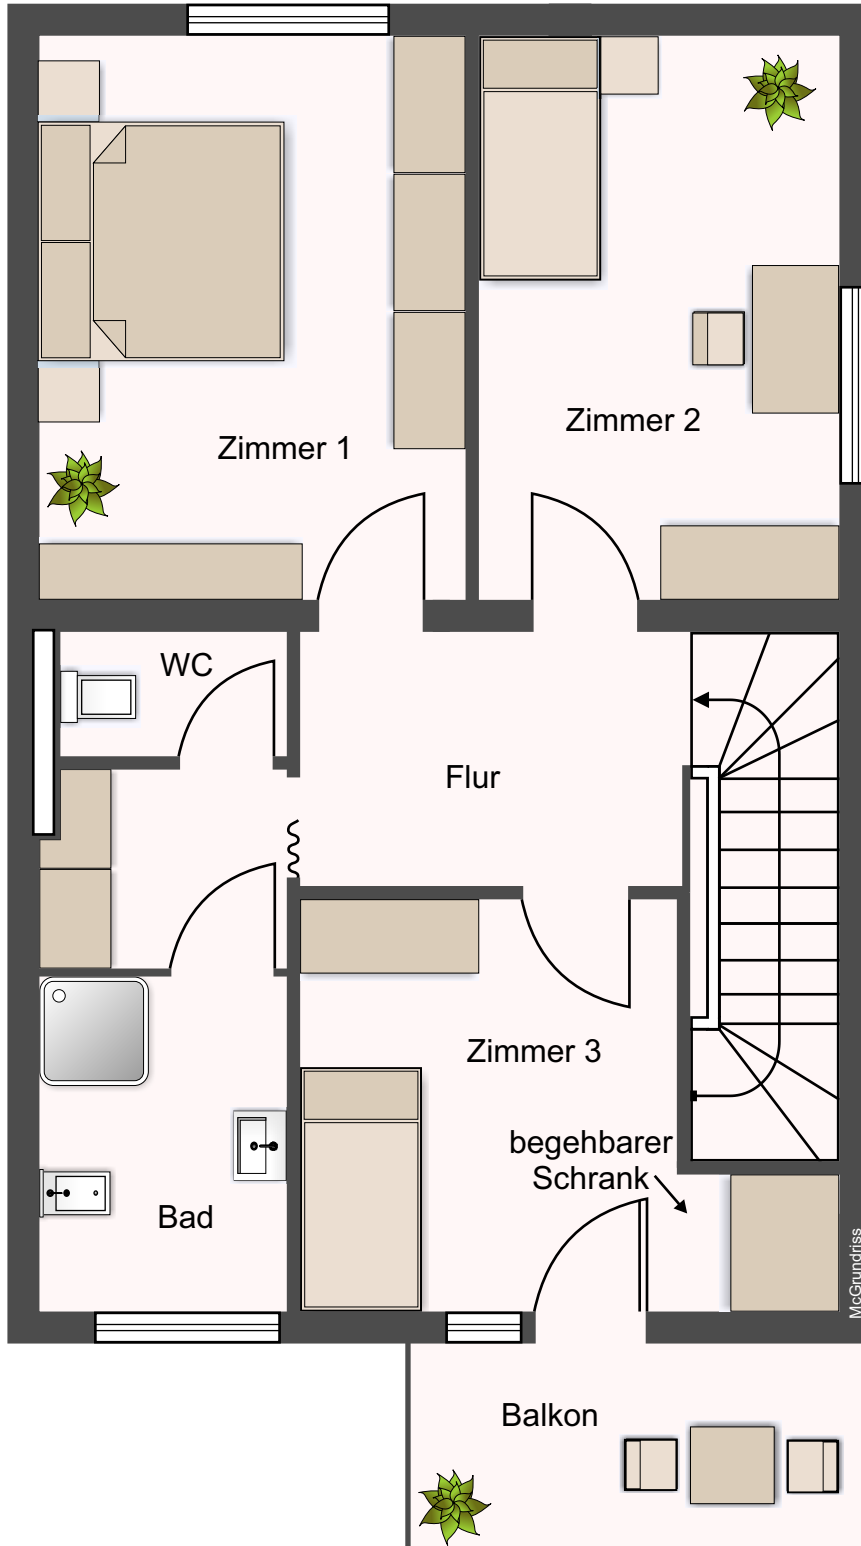 Zimmer 1
Zimmer 2
WC
Flur
Zimmer 3
begehbarer
Schrank
Bad
McGrundriss
Balkon